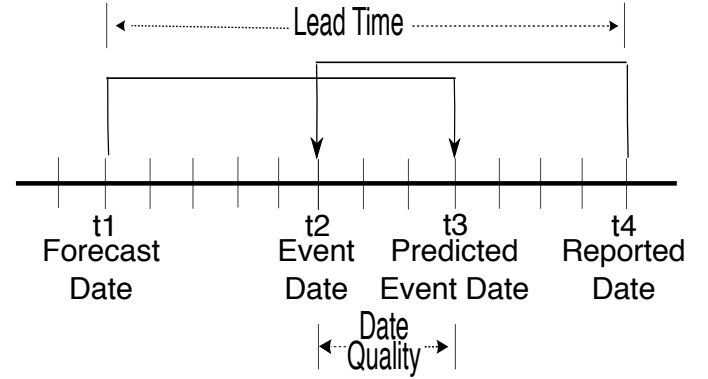 Lead Time
t1 t2 t3 t4
Forecast Event Predicted Reported
Date Date Event Date Date
Date
Quality